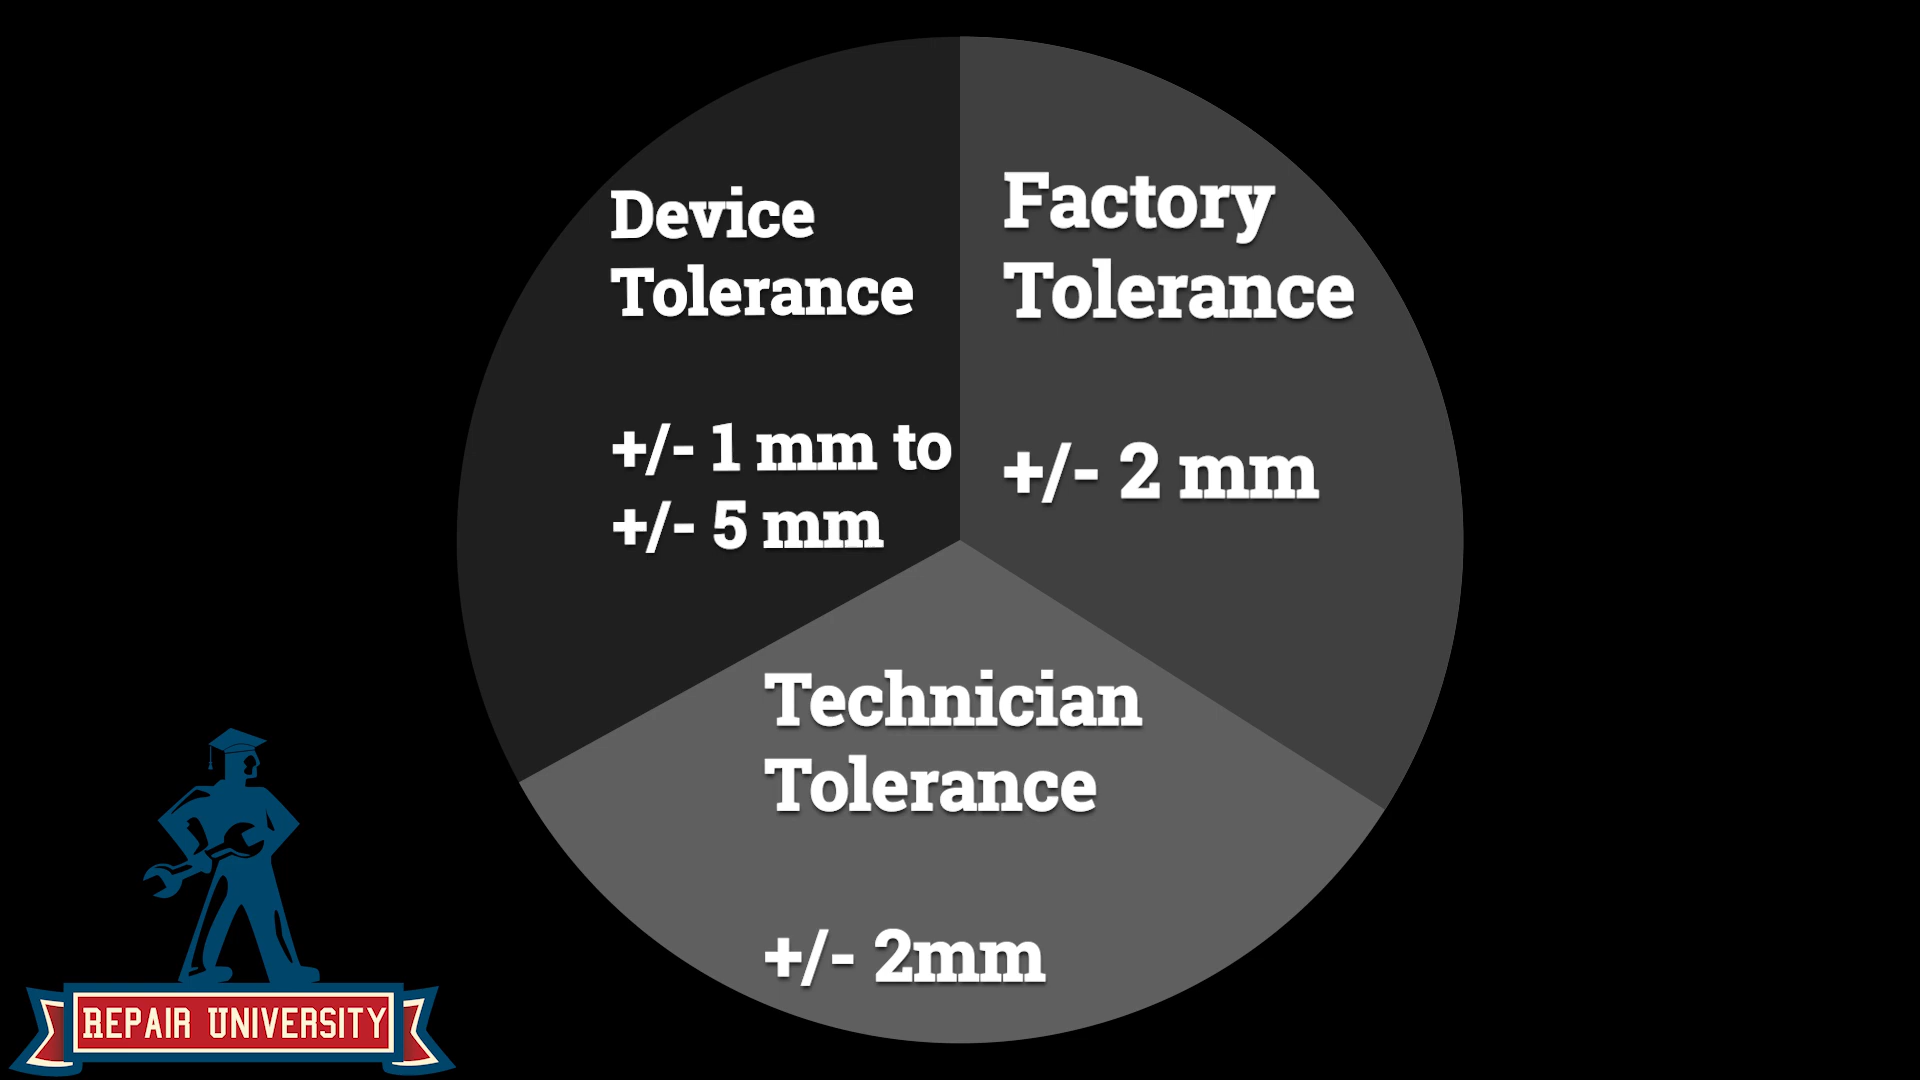 Device
Tolerance
+/- 1 mm to
+/- 5 mm
Factory
Tolerance
+/- 2 mm
Technician
Tolerance
+/- 2mm
REPAIR UNIVERSITY